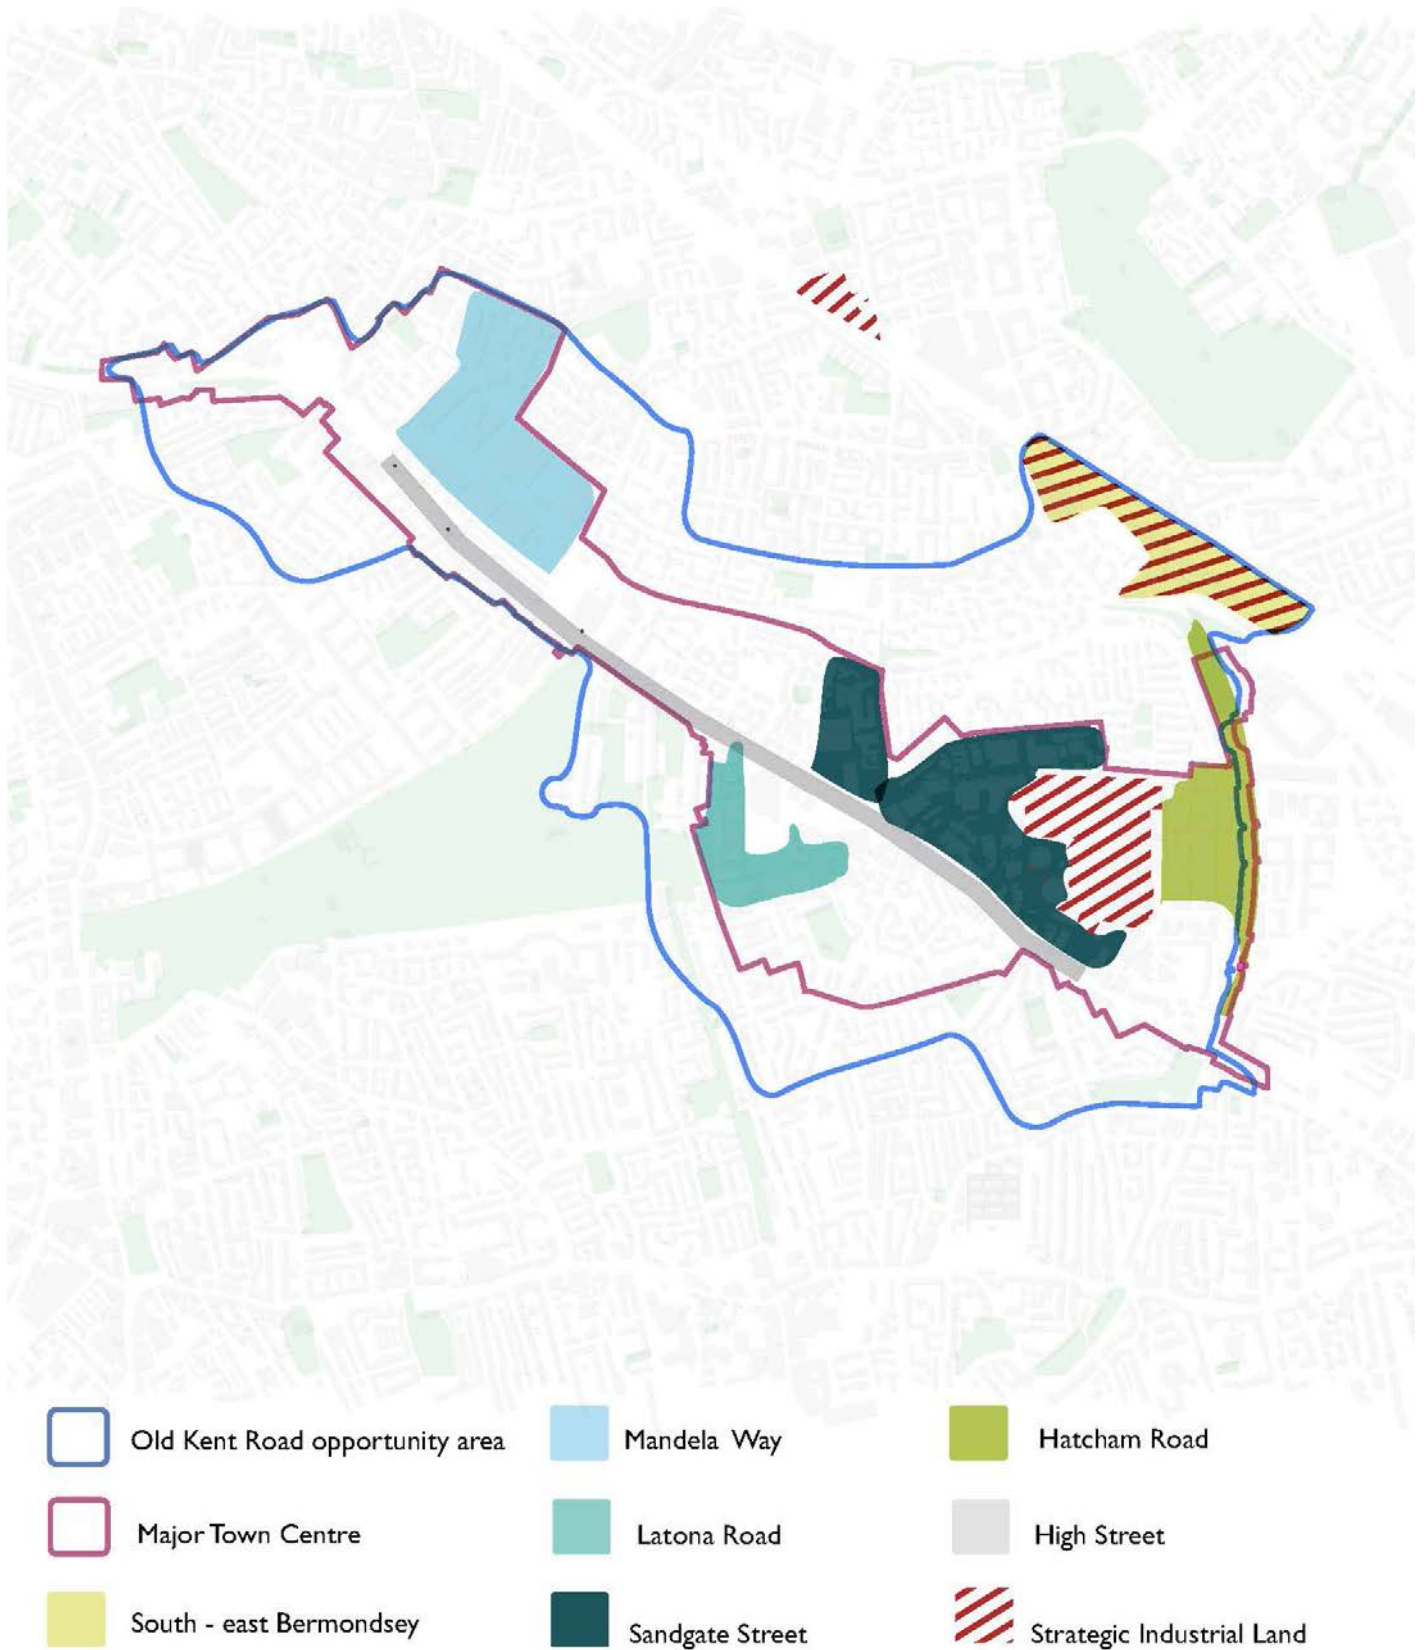 Old Kent Road opportunity area
Mandela Way
Hatcham Road
Major Town Centre
Latona Road
High Street
South - east Bermondsey
Sandgate Street
Strategic Industrial Land